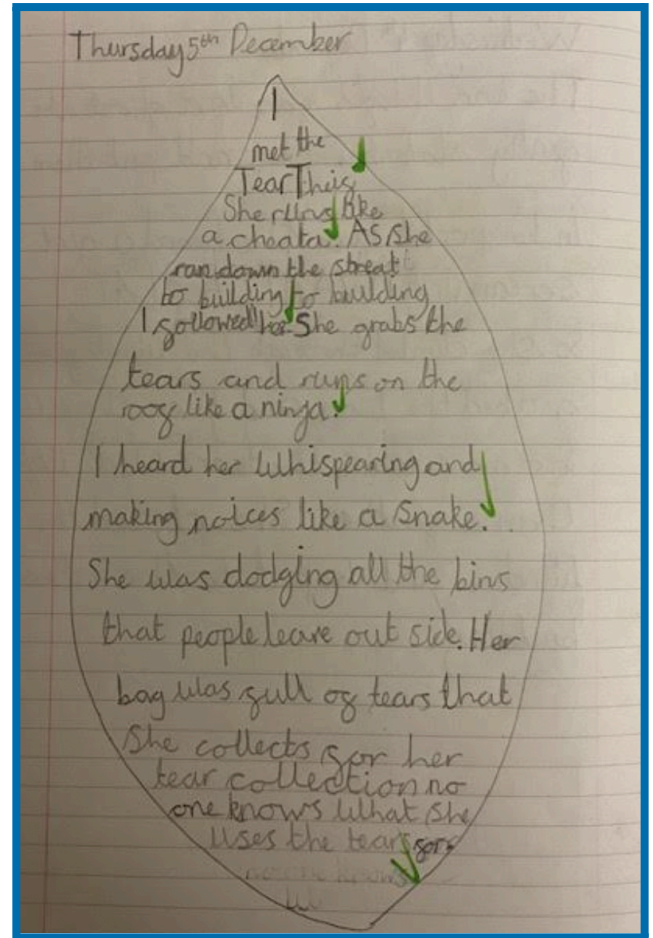 Thursday 5th December
I
met the
Tear Theif
She runs like
a cheata. As she
ran down the streat
to building to building
I followed her. She grabs the
tears and runs on the
roof like a ninja.
I heard her Whispearing and
making noices like a snake.
She was dodging all the bins
that people leave out side. Her
bag was full of tears that
she collects for her
tear collection no
one knows What she
uses the tears for